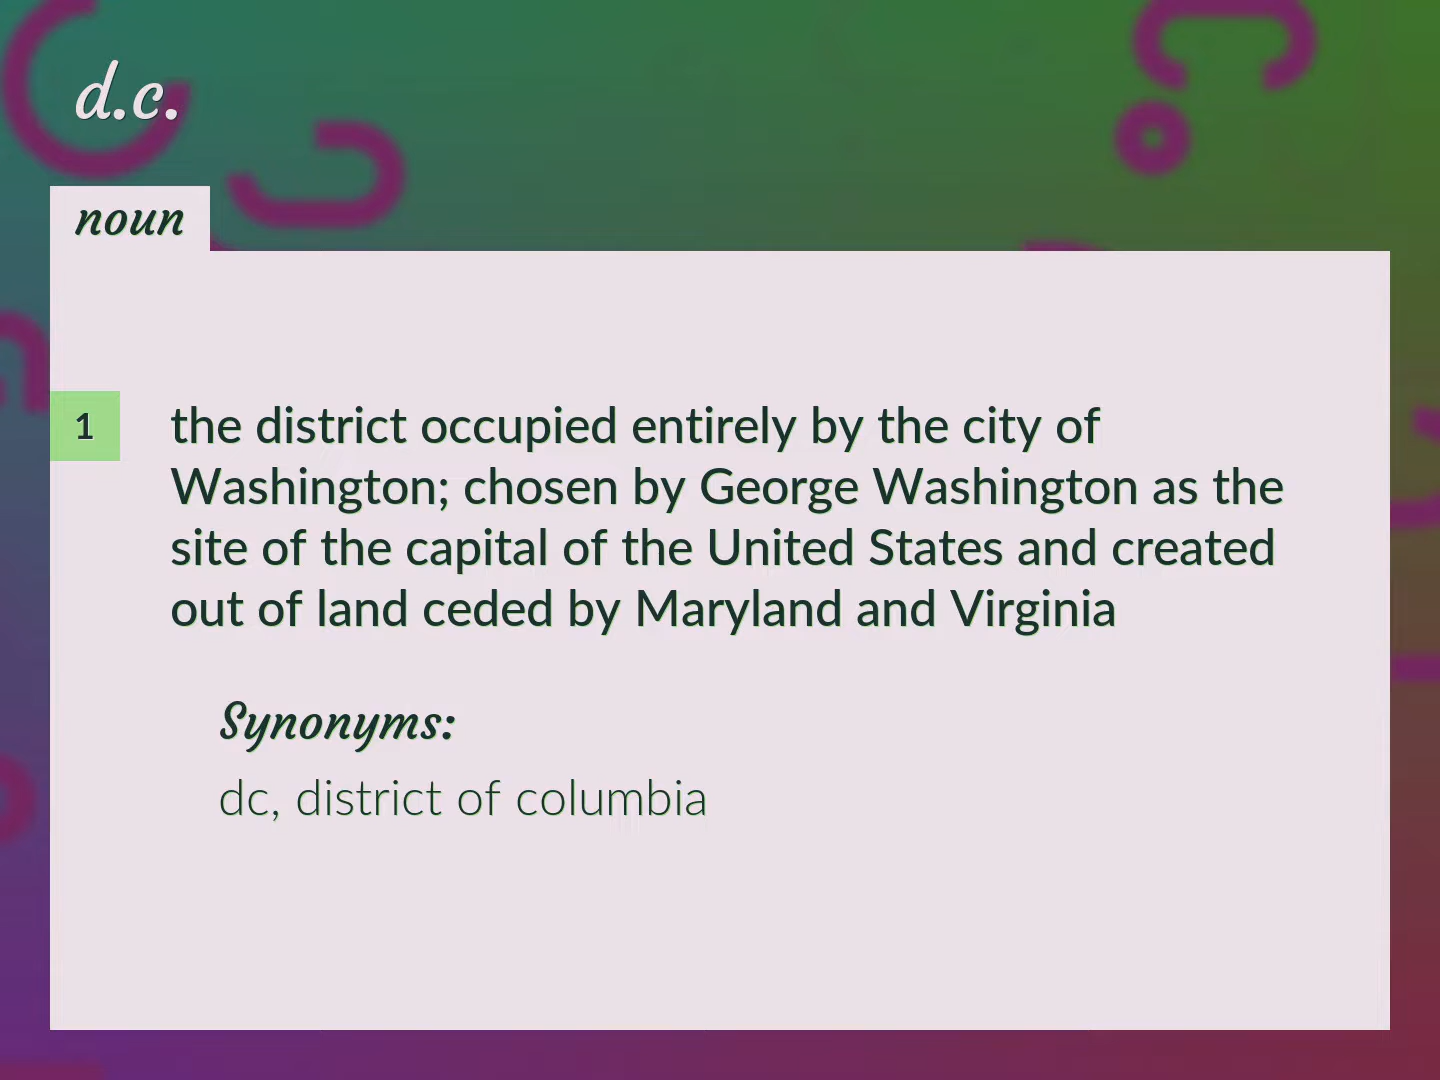 d.c.
noun
1
the district occupied entirely by the city of
Washington; chosen by George Washington as the
site of the capital of the United States and created
out of land ceded by Maryland and Virginia
Synonyms:
dc, district of columbia